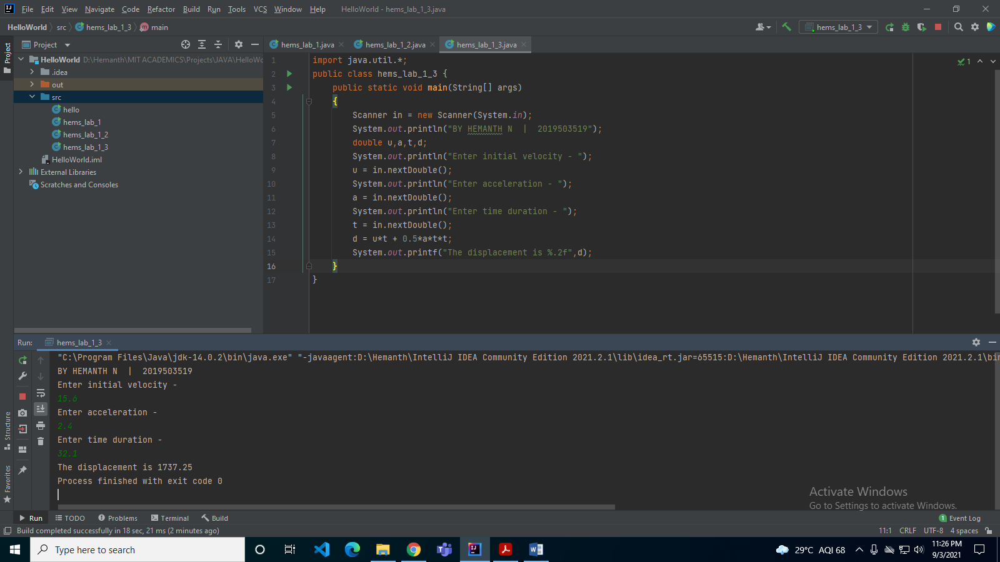 File Edit View Navigate Code Refactor Build Run Tools VCS Window Help HelloWorld - hems_lab_1_3.java
HelloWorld src hems_lab_1_3 main hems_lab_1_3
Project hems_lab_1.java hems_lab_1_2.java hems_lab_1_3.java
Project
HelloWorld D:\Hemanth\MIT ACADEMICS\Projects\JAVA\HelloWo
.idea
out
src
hello
hems_lab_1
hems_lab_1_2
hems_lab_1_3
HelloWorld.iml
External Libraries
Scratches and Consoles
1 import java.util.*;
2 public class hems_lab_1_3 {
3 public static void main(String[] args)
4 {
5 Scanner in = new Scanner(System.in);
6 System.out.println("BY HEMANTH N | 2019503519");
7 double u,a,t,d;
8 System.out.println("Enter initial velocity - ");
9 u = in.nextDouble();
10 System.out.println("Enter acceleration - ");
11 a = in.nextDouble();
12 System.out.println("Enter time duration - ");
13 t = in.nextDouble();
14 d = u*t + 0.5*a*t*t;
15 System.out.printf("The displacement is %.2f",d);
16 }
17 }
1
Run: hems_lab_1_3
"C:\Program Files\Java\jdk-14.0.2\bin\java.exe" "-javaagent:D:\Hemanth\IntelliJ IDEA Community Edition 2021.2.1\lib\idea_rt.jar=65515:D:\Hemanth\IntelliJ IDEA Community Edition 2021.2.1\bin
BY HEMANTH N | 2019503519
Enter initial velocity -
15.6
Enter acceleration -
2.4
Enter time duration -
32.1
The displacement is 1737.25
Process finished with exit code 0
Structure
Favorites
Activate Windows
Go to Settings to activate Windows.
Run TODO Problems Terminal Build 1 Event Log
Build completed successfully in 18 sec, 21 ms (2 minutes ago) 11:1 CRLF UTF-8 4 spaces
Type here to search 29°C AQI 68 11:26 PM
9/3/2021